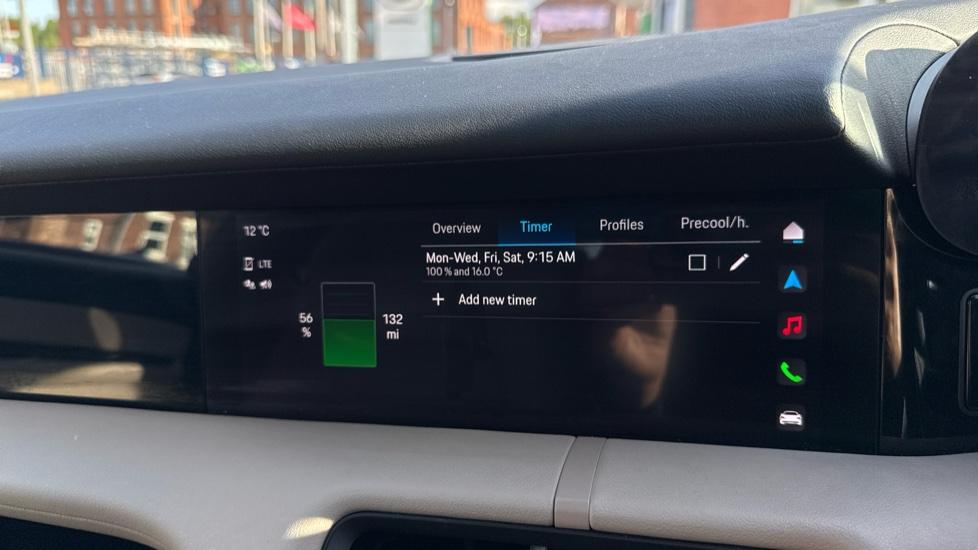 12 °C
LTE
56
%
132
mi
Overview Timer Profiles Precool/h.
Mon-Wed, Fri, Sat, 9:15 AM
100 % and 16.0 °C
+ Add new timer